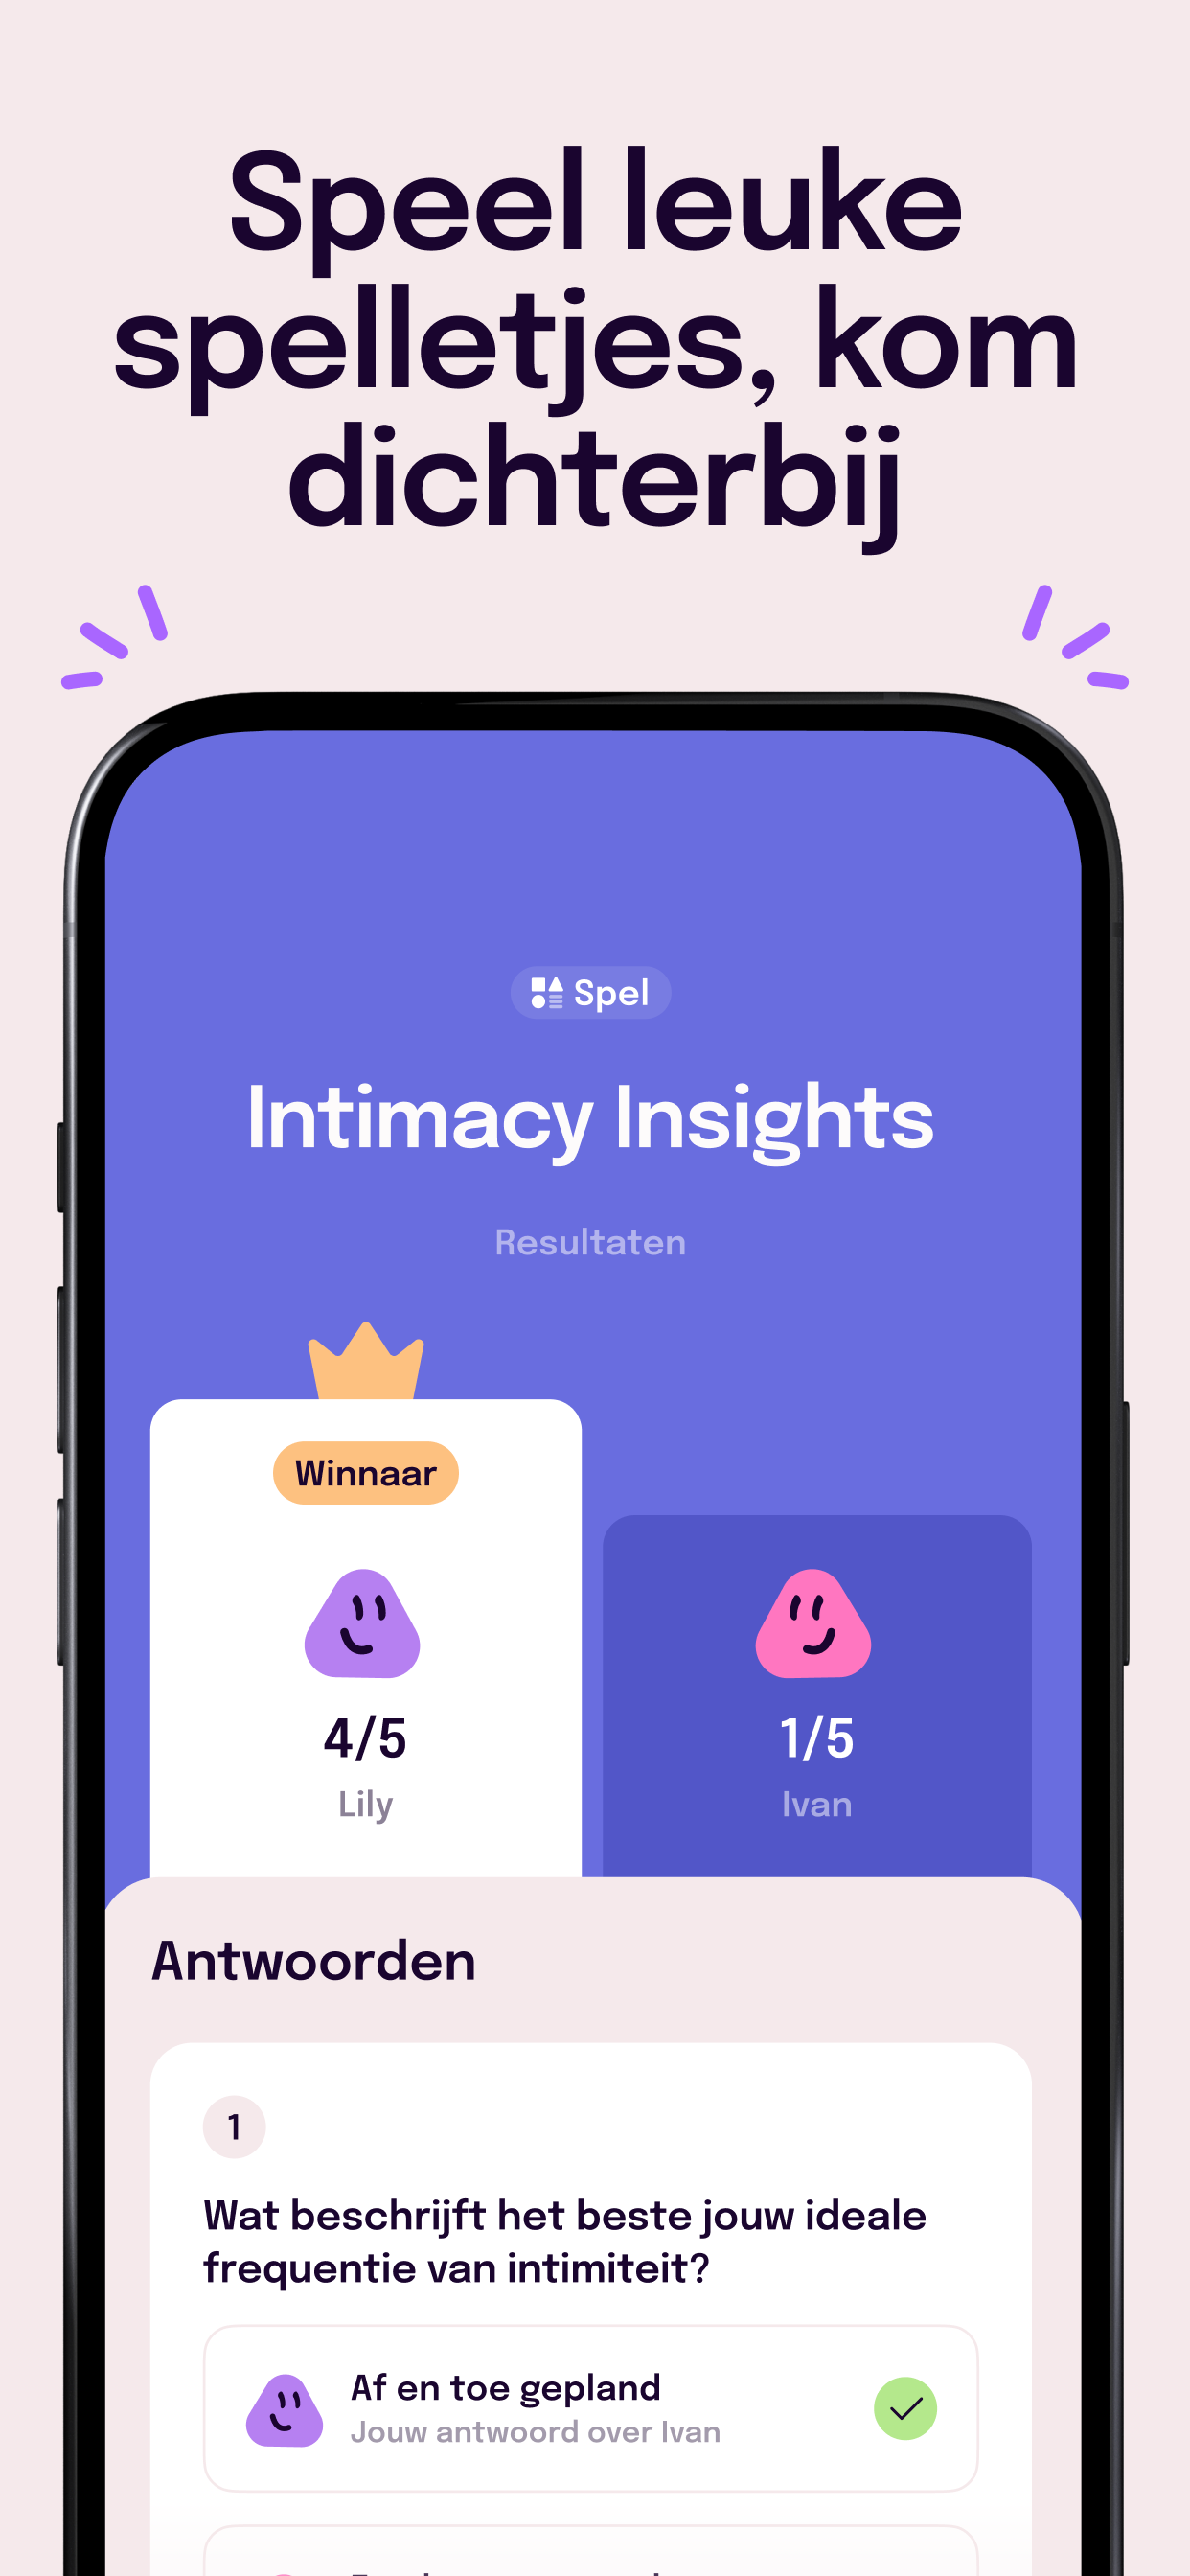 Speel leuke
spelletjes, kom
dichterbij
Spel
Intimacy Insights
Resultaten
Winnaar
4/5
Lily
1/5
Ivan
Antwoorden
1
Wat beschrijft het beste jouw ideale
frequentie van intimiteit?
Af en toe gepland
Jouw antwoord over Ivan